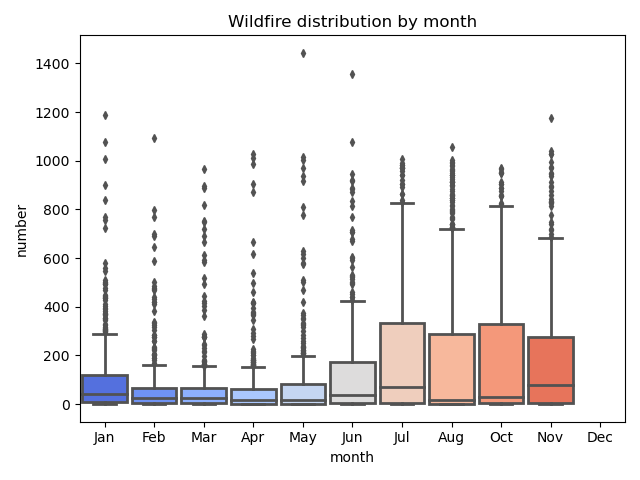 Wildfire distribution by month
1400
1200
1000
800
600
400
200
0
number
Jan Feb Mar Apr May Jun Jul Aug Oct Nov Dec
month